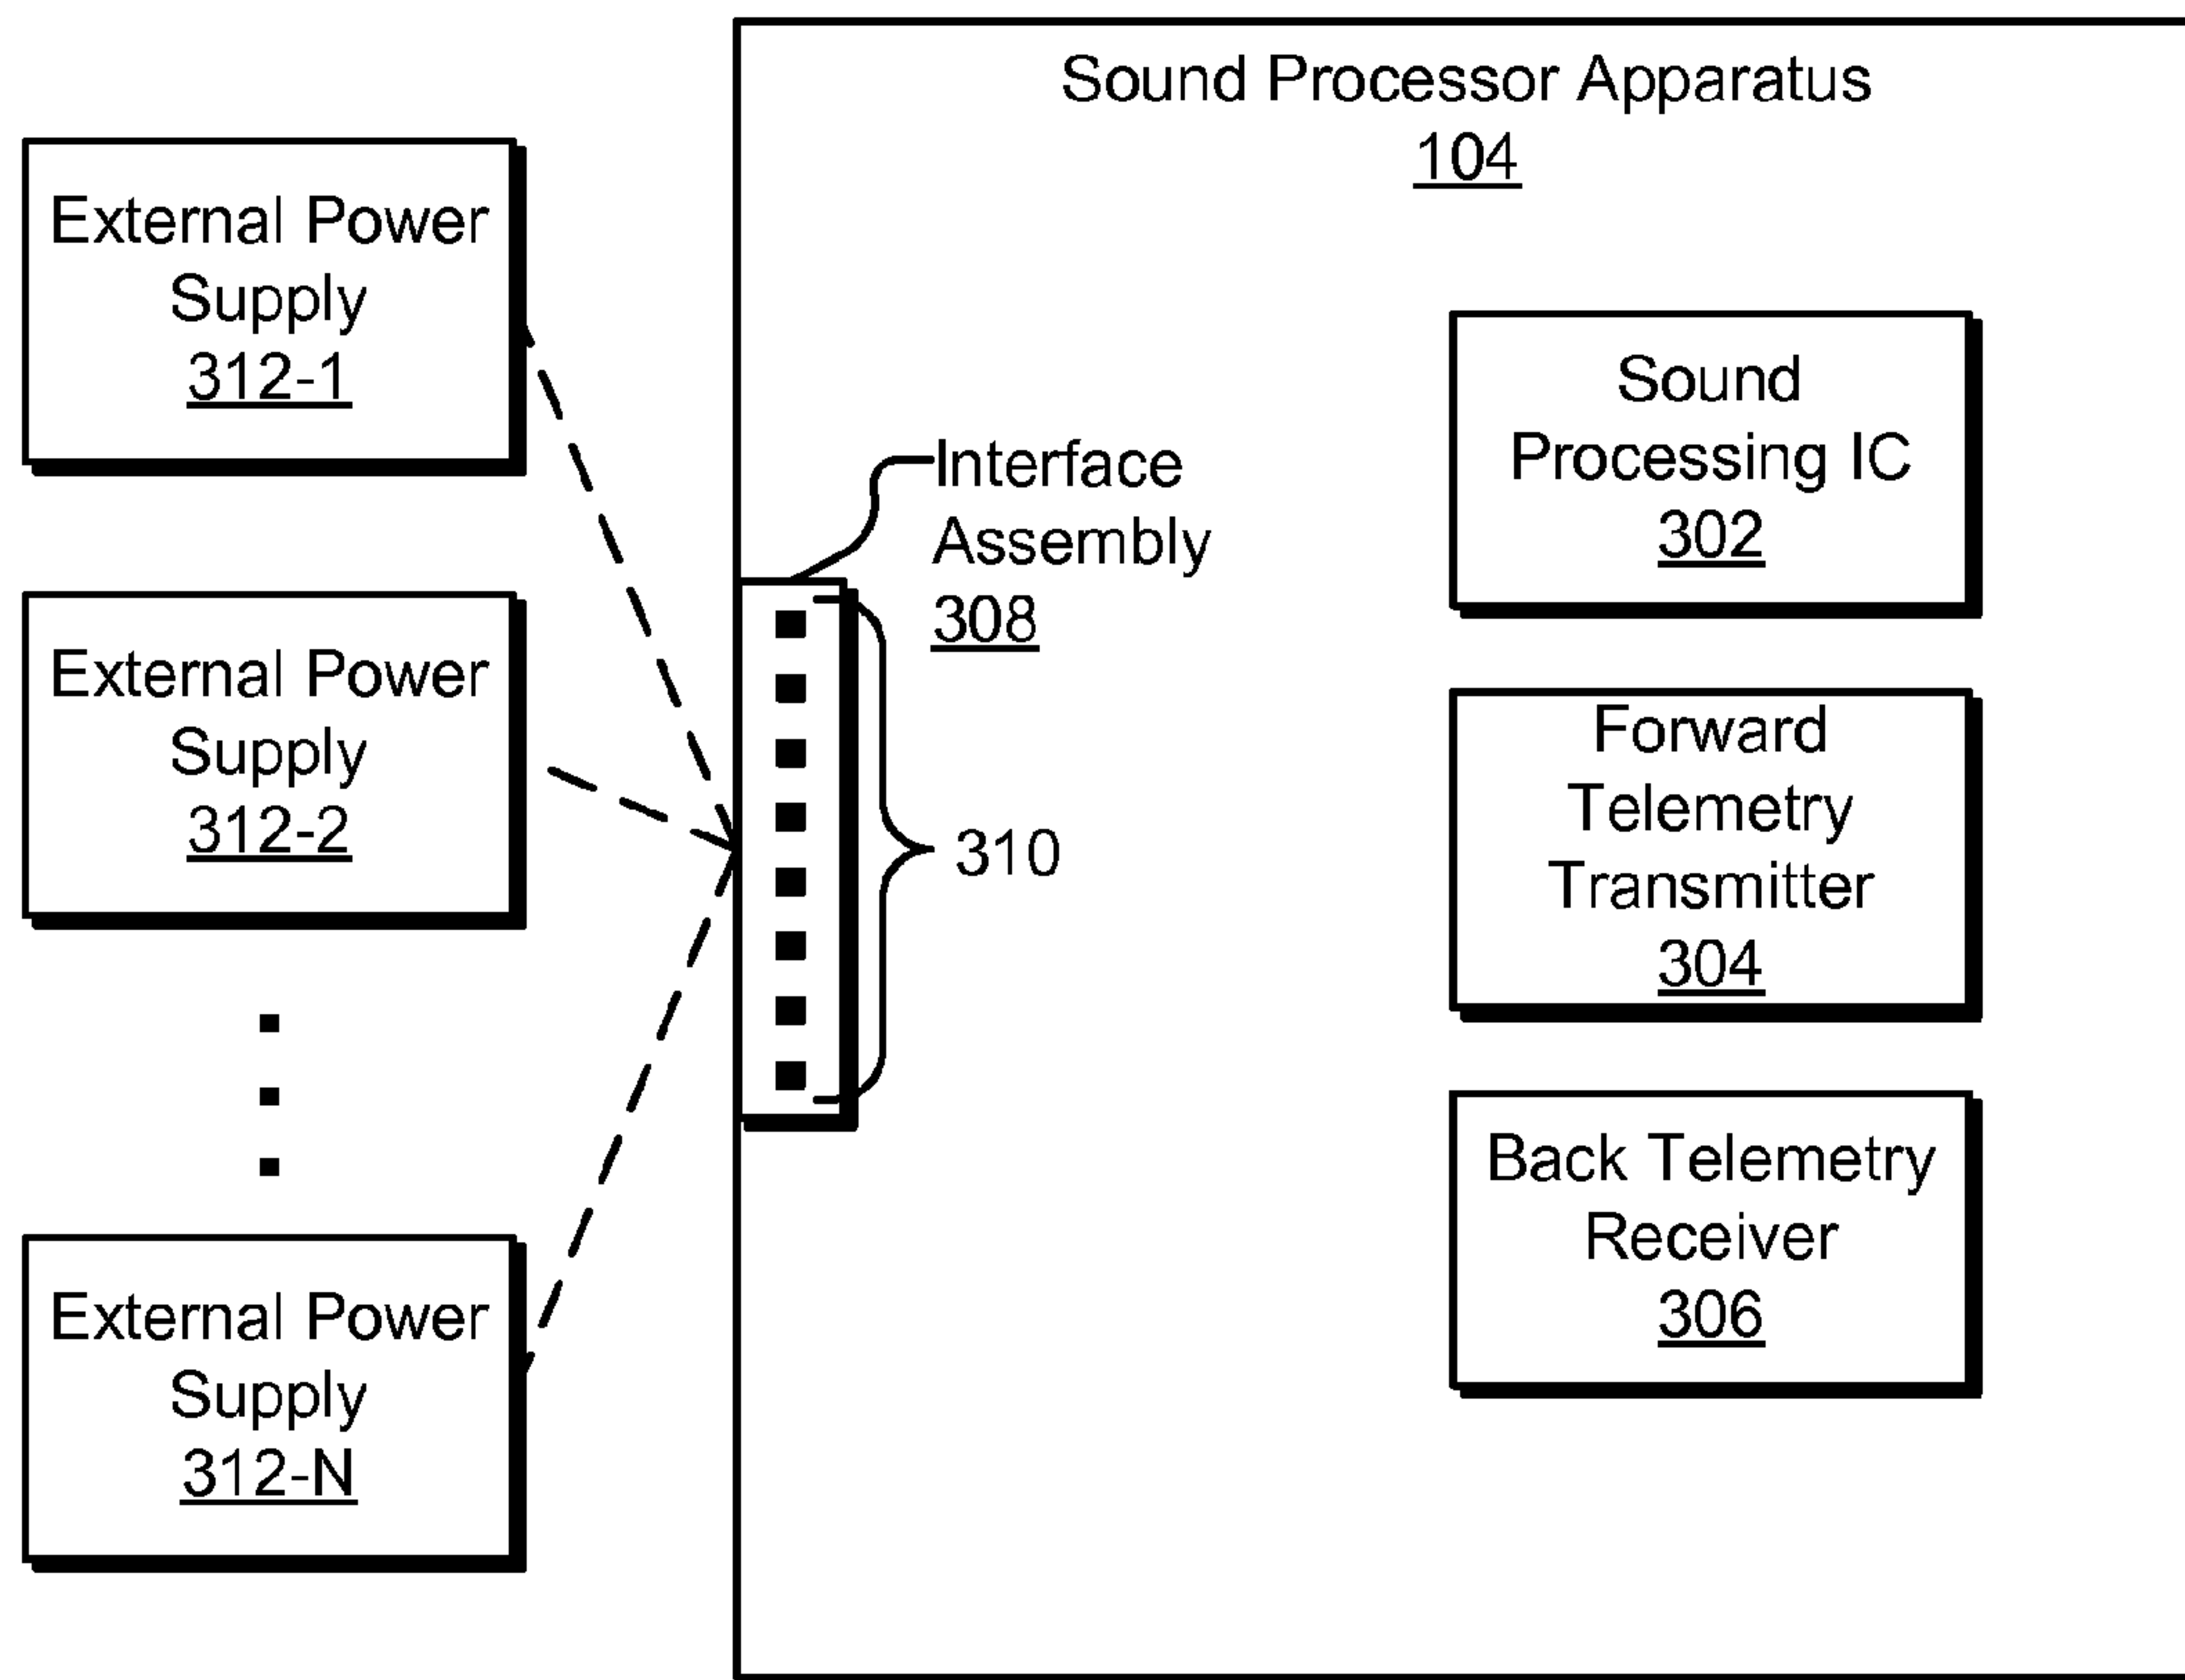 Sound Processor Apparatus
104
External Power
Supply
312-1
External Power
Supply
312-2
External Power
Supply
312-N
Interface
Assembly
308
310
Sound
Processing IC
302
Forward
Telemetry
Transmitter
304
Back Telemetry
Receiver
306